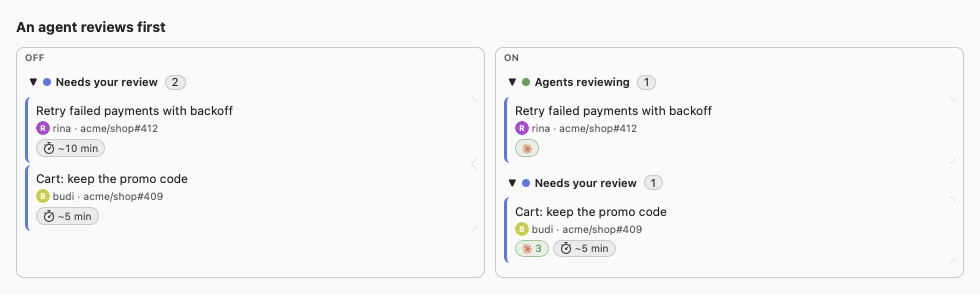 An agent reviews first
OFF
Needs your review 2
Retry failed payments with backoff
R rina · acme/shop#412
~10 min
Cart: keep the promo code
B budi · acme/shop#409
~5 min
ON
Agents reviewing 1
Retry failed payments with backoff
R rina · acme/shop#412
Needs your review 1
Cart: keep the promo code
B budi · acme/shop#409
3 ~5 min